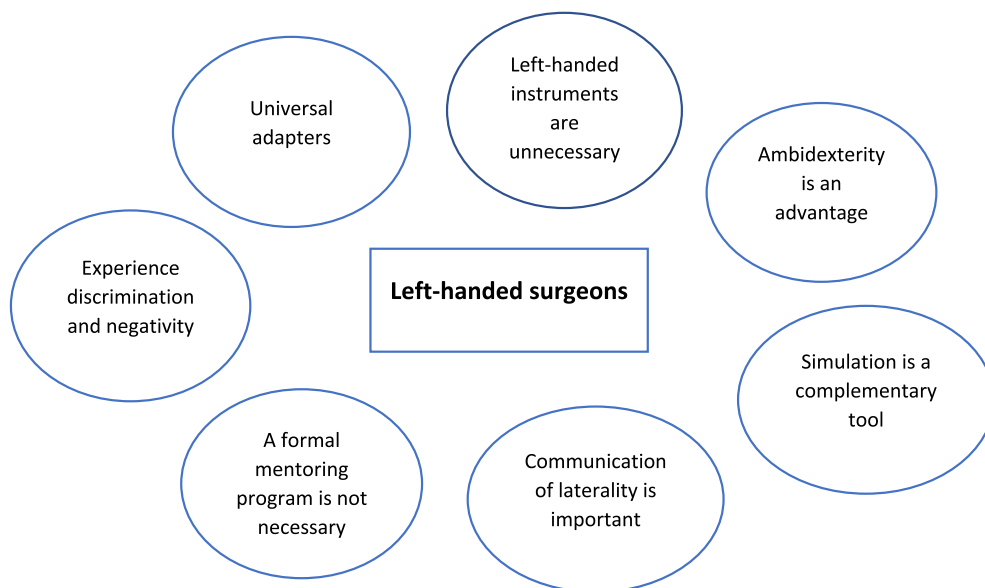 Left-handed
instruments
are
unnecessary
Universal
adapters
Ambidexterity
is an
advantage
Experience
discrimination
and negativity
Left-handed surgeons
Simulation is a
complementary
tool
A formal
mentoring
program is not
necessary
Communication
of laterality is
important